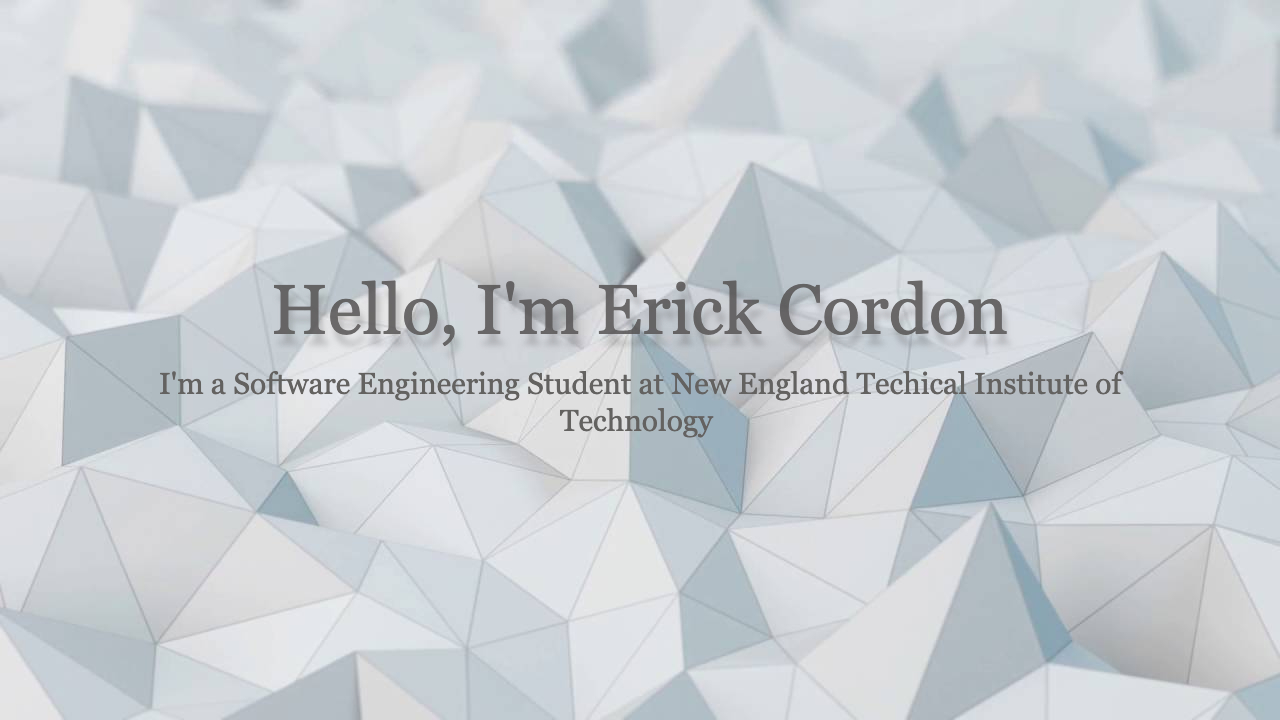 Hello, I'm Erick Cordon
I'm a Software Engineering Student at New England Techical Institute of
Technology